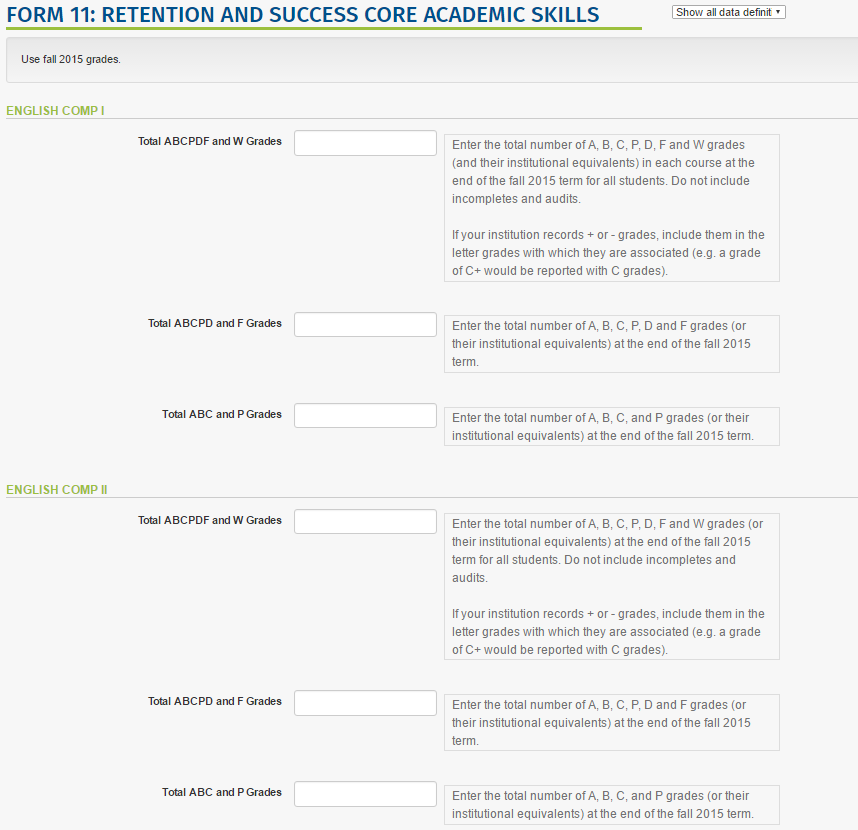 FORM 11: RETENTION AND SUCCESS CORE ACADEMIC SKILLS
Show all data definit
Use fall 2015 grades.
ENGLISH COMP I
Total ABCPDF and W Grades
Enter the total number of A, B, C, P, D, F and W grades
(and their institutional equivalents) in each course at the
end of the fall 2015 term for all students. Do not include
incompletes and audits.
If your institution records + or - grades, include them in the
letter grades with which they are associated (e.g. a grade
of C+ would be reported with C grades).
Total ABCPD and F Grades
Enter the total number of A, B, C, P, D and F grades (or
their institutional equivalents) at the end of the fall 2015
term.
Total ABC and P Grades
Enter the total number of A, B, C, and P grades (or their
institutional equivalents) at the end of the fall 2015 term.
ENGLISH COMP II
Total ABCPDF and W Grades
Enter the total number of A, B, C, P, D, F and W grades (or
their institutional equivalents) at the end of the fall 2015
term for all students. Do not include incompletes and
audits.
If your institution records + or - grades, include them in the
letter grades with which they are associated (e.g. a grade
of C+ would be reported with C grades).
Total ABCPD and F Grades
Enter the total number of A, B, C, P, D and F grades (or
their institutional equivalents) at the end of the fall 2015
term.
Total ABC and P Grades
Enter the total number of A, B, C, and P grades (or their
institutional equivalents) at the end of the fall 2015 term.